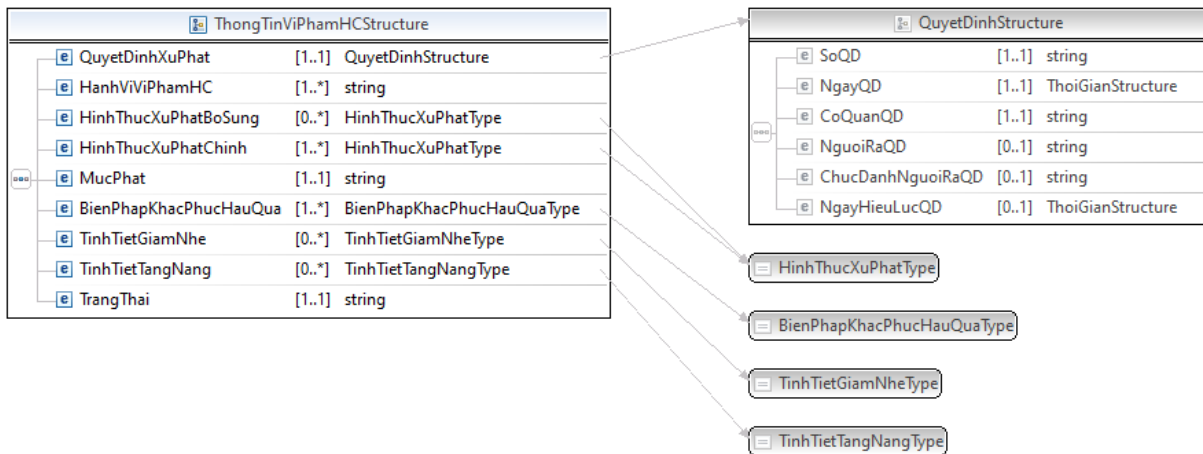 ThongTinViPhamHCStructure
e QuyetDinhXuPhat [1..1] QuyetDinhStructure
e HanhViViPhamHC [1..*] string
e HinhThucXuPhatBoSung [0..*] HinhThucXuPhatType
e HinhThucXuPhatChinh [1..*] HinhThucXuPhatType
e MucPhat [1..1] string
e BienPhapKhacPhucHauQua [1..*] BienPhapKhacPhucHauQuaType
e TinhTietGiamNhe [0..*] TinhTietGiamNheType
e TinhTietTangNang [0..*] TinhTietTangNangType
e TrangThai [1..1] string
QuyetDinhStructure
e SoQD [1..1] string
e NgayQD [1..1] ThoiGianStructure
e CoQuanQD [1..1] string
e NguoiRaQD [0..1] string
e ChucDanhNguoiRaQD [0..1] string
e NgayHieuLucQD [0..1] ThoiGianStructure
HinhThucXuPhatType
BienPhapKhacPhucHauQuaType
TinhTietGiamNheType
TinhTietTangNangType